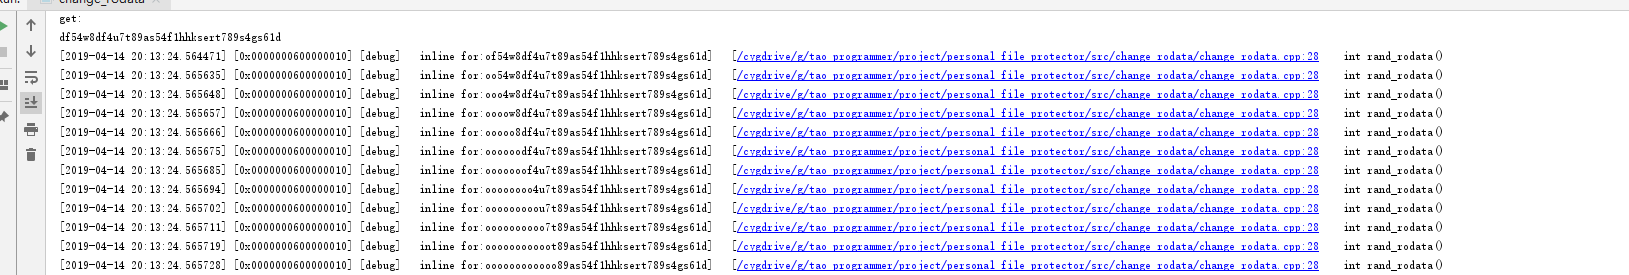 change_rodata
get:
df54w8df4u7t89as54f1hhksert789s4gs61d
[2019-04-14 20:13:24.564471] [0x0000000600000010] [debug] inline for:of54w8df4u7t89as54f1hhksert789s4gs61d] [/cygdrive/g/tao_programmer/project/personal_file_protector/src/change_rodata/change_rodata.cpp:28 int rand_rodata()
[2019-04-14 20:13:24.565635] [0x0000000600000010] [debug] inline for:oo54w8df4u7t89as54f1hhksert789s4gs61d] [/cygdrive/g/tao_programmer/project/personal_file_protector/src/change_rodata/change_rodata.cpp:28 int rand_rodata()
[2019-04-14 20:13:24.565648] [0x0000000600000010] [debug] inline for:ooo4w8df4u7t89as54f1hhksert789s4gs61d] [/cygdrive/g/tao_programmer/project/personal_file_protector/src/change_rodata/change_rodata.cpp:28 int rand_rodata()
[2019-04-14 20:13:24.565657] [0x0000000600000010] [debug] inline for:oooow8df4u7t89as54f1hhksert789s4gs61d] [/cygdrive/g/tao_programmer/project/personal_file_protector/src/change_rodata/change_rodata.cpp:28 int rand_rodata()
[2019-04-14 20:13:24.565666] [0x0000000600000010] [debug] inline for:ooooo8df4u7t89as54f1hhksert789s4gs61d] [/cygdrive/g/tao_programmer/project/personal_file_protector/src/change_rodata/change_rodata.cpp:28 int rand_rodata()
[2019-04-14 20:13:24.565675] [0x0000000600000010] [debug] inline for:oooooodf4u7t89as54f1hhksert789s4gs61d] [/cygdrive/g/tao_programmer/project/personal_file_protector/src/change_rodata/change_rodata.cpp:28 int rand_rodata()
[2019-04-14 20:13:24.565685] [0x0000000600000010] [debug] inline for:ooooooof4u7t89as54f1hhksert789s4gs61d] [/cygdrive/g/tao_programmer/project/personal_file_protector/src/change_rodata/change_rodata.cpp:28 int rand_rodata()
[2019-04-14 20:13:24.565694] [0x0000000600000010] [debug] inline for:oooooooo4u7t89as54f1hhksert789s4gs61d] [/cygdrive/g/tao_programmer/project/personal_file_protector/src/change_rodata/change_rodata.cpp:28 int rand_rodata()
[2019-04-14 20:13:24.565702] [0x0000000600000010] [debug] inline for:ooooooooou7t89as54f1hhksert789s4gs61d] [/cygdrive/g/tao_programmer/project/personal_file_protector/src/change_rodata/change_rodata.cpp:28 int rand_rodata()
[2019-04-14 20:13:24.565711] [0x0000000600000010] [debug] inline for:oooooooooo7t89as54f1hhksert789s4gs61d] [/cygdrive/g/tao_programmer/project/personal_file_protector/src/change_rodata/change_rodata.cpp:28 int rand_rodata()
[2019-04-14 20:13:24.565719] [0x0000000600000010] [debug] inline for:ooooooooooot89as54f1hhksert789s4gs61d] [/cygdrive/g/tao_programmer/project/personal_file_protector/src/change_rodata/change_rodata.cpp:28 int rand_rodata()
[2019-04-14 20:13:24.565728] [0x0000000600000010] [debug] inline for:oooooooooooo89as54f1hhksert789s4gs61d] [/cygdrive/g/tao_programmer/project/personal_file_protector/src/change_rodata/change_rodata.cpp:28 int rand_rodata()